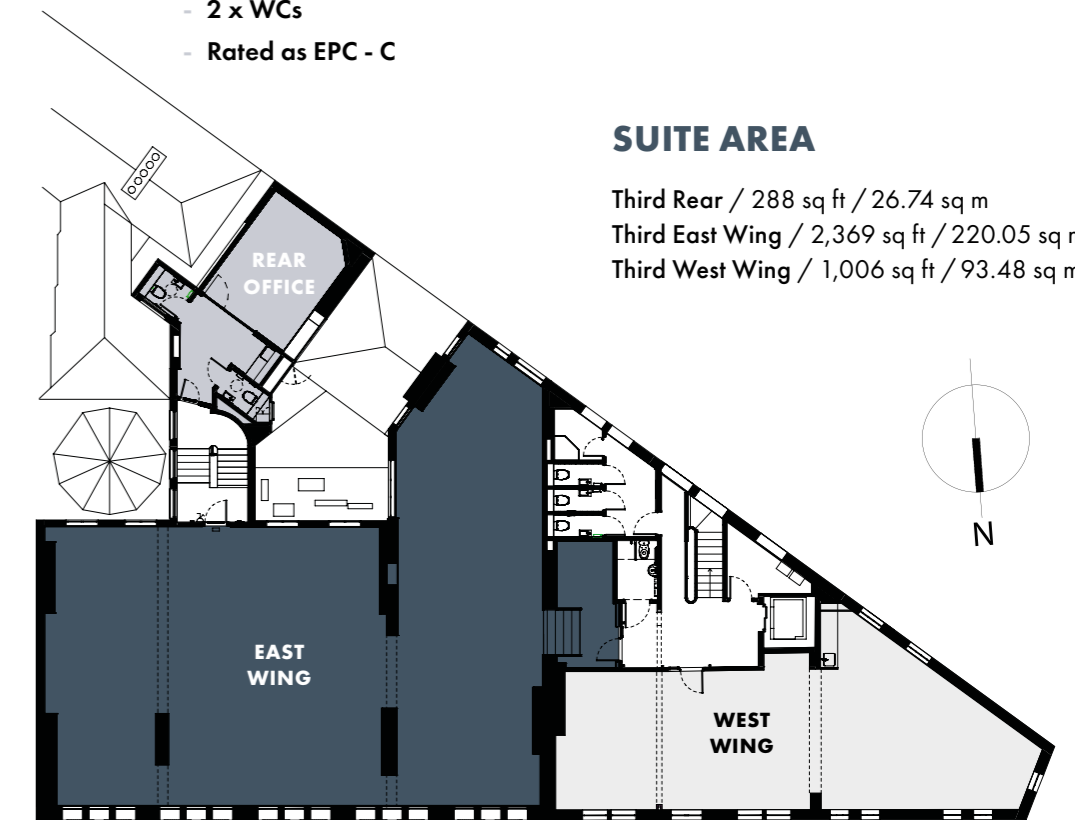 - 2 x WCs
- Rated as EPC - C
SUITE AREA
Third Rear / 288 sq ft / 26.74 sq m
Third East Wing / 2,369 sq ft / 220.05 sq m
Third West Wing / 1,006 sq ft / 93.48 sq m
REAR
OFFICE
N
EAST
WING
WEST
WING